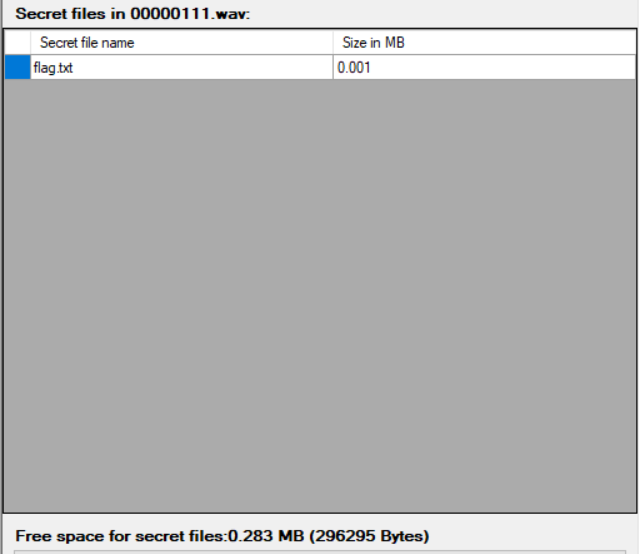 Secret files in 00000111.wav:
Secret file name Size in MB
flag.txt 0.001
Free space for secret files:0.283 MB (296295 Bytes)